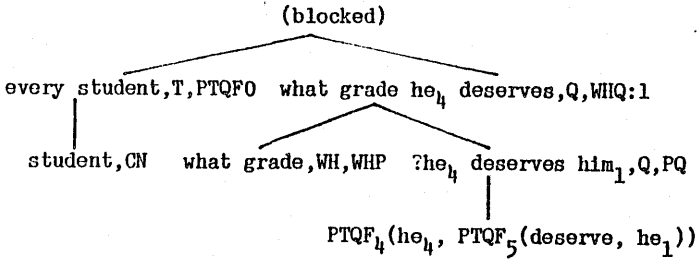 (blocked)
every student,T,PTQF0 what grade he₄ deserves,Q,WHQ:1
student,CN what grade,WH,WHP ?he₄ deserves him₁,Q,PQ
PTQF₄(he₄, PTQF₅(deserve, he₁))